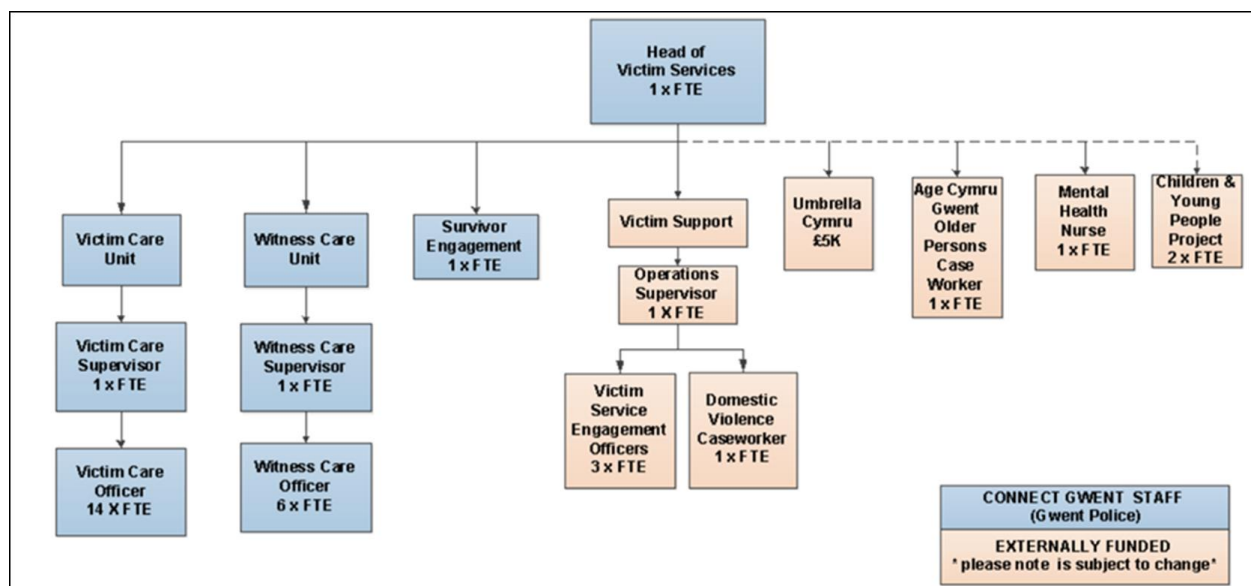 Head of
Victim Services
1 x FTE
Victim Care
Unit
Witness Care
Unit
Survivor
Engagement
1 x FTE
Victim Support
Umbrella
Cymru
£5K
Age Cymru
Gwent
Older
Persons
Case
Worker
1 x FTE
Mental
Health
Nurse
1 x FTE
Children &
Young
People
Project
2 x FTE
Victim Care
Supervisor
1 x FTE
Witness Care
Supervisor
1 x FTE
Operations
Supervisor
1 X FTE
Victim
Service
Engagement
Officers
3 x FTE
Domestic
Violence
Caseworker
1 x FTE
Victim Care
Officer
14 X FTE
Witness Care
Officer
6 x FTE
CONNECT GWENT STAFF
(Gwent Police)
EXTERNALLY FUNDED
*please note is subject to change*